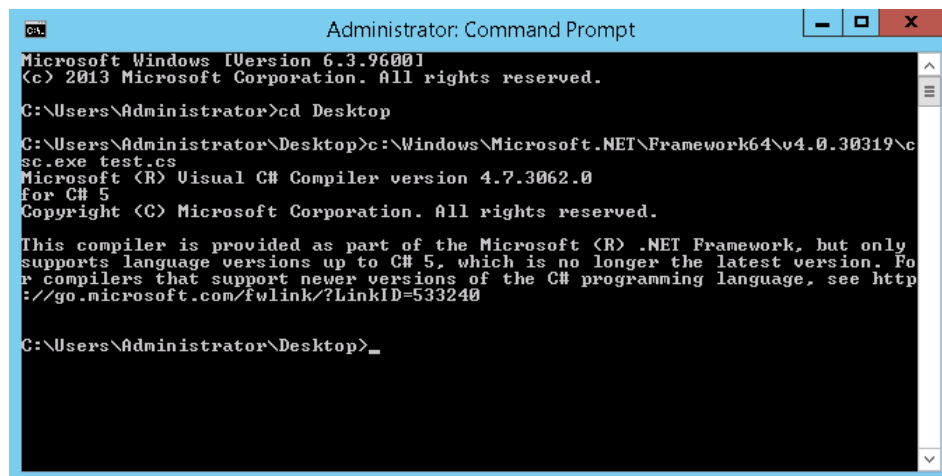 Administrator: Command Prompt
Microsoft Windows [Version 6.3.9600]
(c) 2013 Microsoft Corporation. All rights reserved.
C:\Users\Administrator>cd Desktop
C:\Users\Administrator\Desktop>c:\Windows\Microsoft.NET\Framework64\v4.0.30319\c
sc.exe test.cs
Microsoft (R) Visual C# Compiler version 4.7.3062.0
for C# 5
Copyright (C) Microsoft Corporation. All rights reserved.
This compiler is provided as part of the Microsoft (R) .NET Framework, but only
supports language versions up to C# 5, which is no longer the latest version. Fo
r compilers that support newer versions of the C# programming language, see http
://go.microsoft.com/fwlink/?LinkID=533240
C:\Users\Administrator\Desktop>_